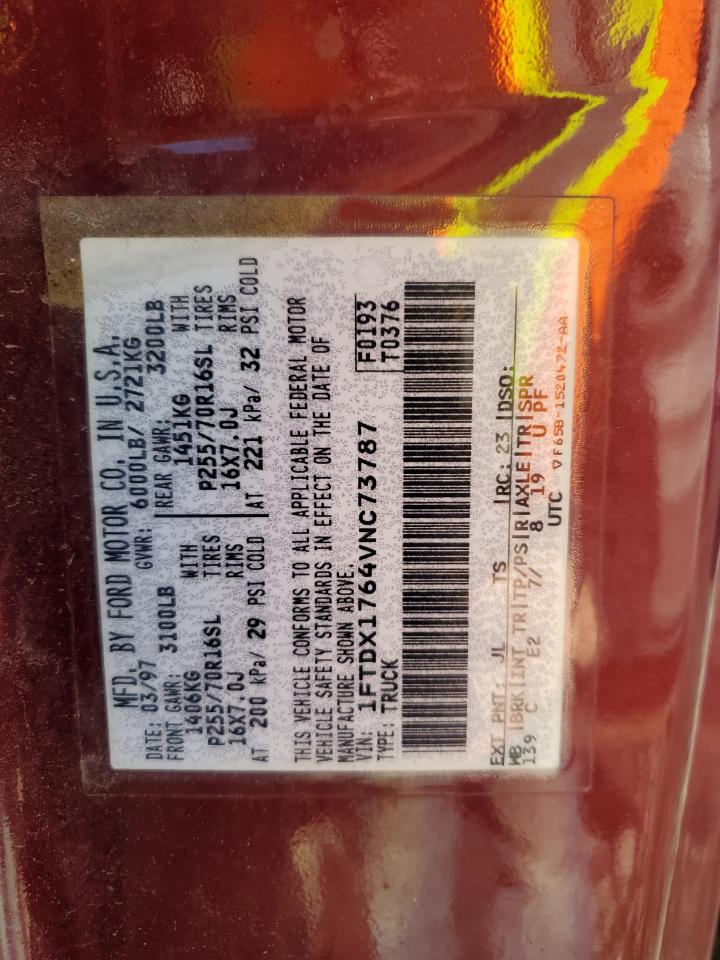 MFD. BY FORD MOTOR CO. IN U.S.A.
DATE: 03/97 GVWR: 6000LB/ 2721KG
FRONT GAWR: 3100LB REAR GAWR: 3200LB
1406KG WITH 1451KG WITH
P255/70R16SL TIRES P255/70R16SL TIRES
16X7.0J RIMS 16X7.0J RIMS
AT 200 kPa/ 29 PSI COLD AT 221 kPa/ 32 PSI COLD
THIS VEHICLE CONFORMS TO ALL APPLICABLE FEDERAL MOTOR
VEHICLE SAFETY STANDARDS IN EFFECT ON THE DATE OF
MANUFACTURE SHOWN ABOVE.
VIN: 1FTDX1764VNC73787 F0193
TYPE: TRUCK T0376
EXT PNT: JL TS RC: 23 DSO:
WB BRK INT TR TP/PS R AXLE TR SPR
139 C E2 7// 8 19 U PF
UTC ▽F65B-1520472-AA